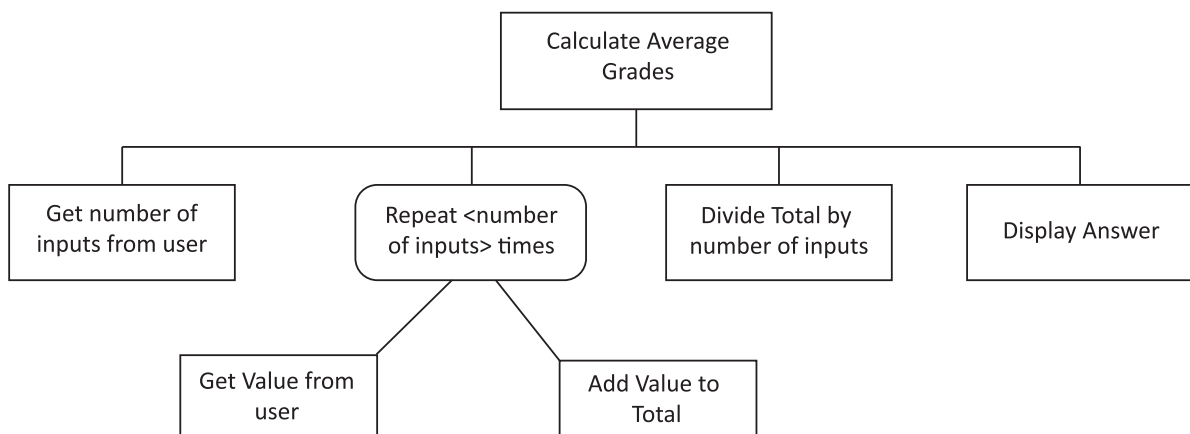 Calculate Average
Grades
Get number of
inputs from user
Repeat <number
of inputs> times
Divide Total by
number of inputs
Display Answer
Get Value from
user
Add Value to
Total